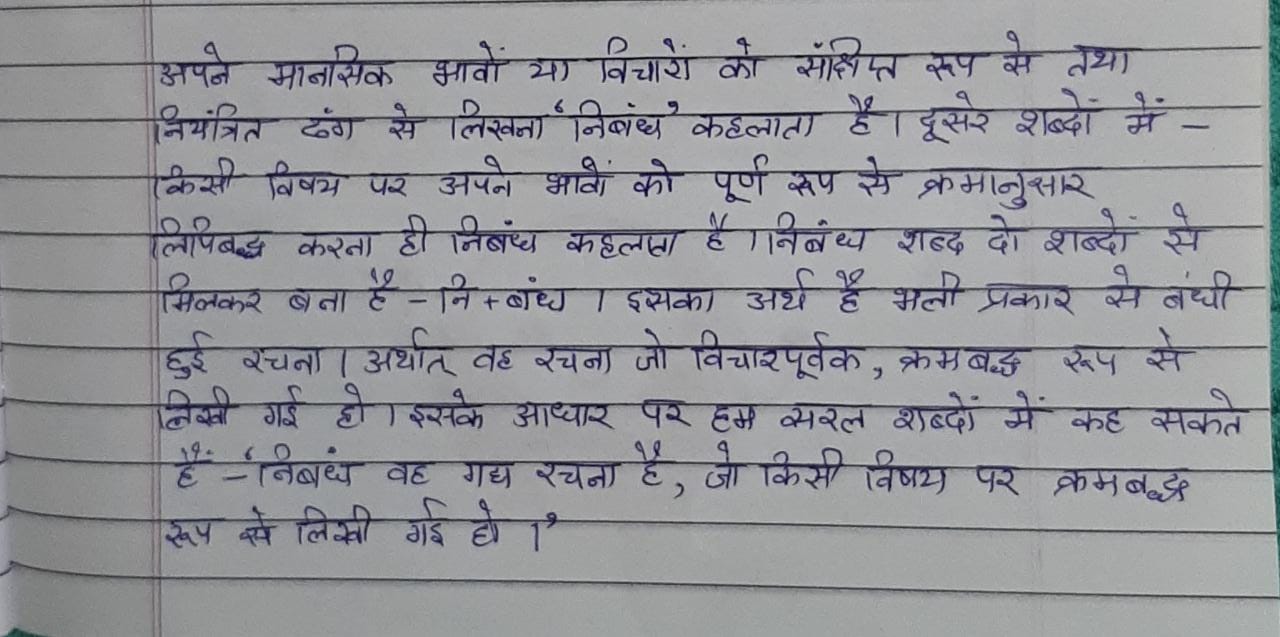 अपने मानसिक भावों या विचारों को संक्षिप्त रूप से तथा
नियंत्रित ढंग से लिखना 'निबंध' कहलाता है। दूसरे शब्दों में –
किसी विषय पर अपने भावों को पूर्ण रूप से क्रमानुसार
लिपिबद्ध करना ही निबंध कहलाता है। निबंध शब्द दो शब्दों से
मिलकर बना है – नि + बंध। इसका अर्थ है भली प्रकार से बंधी
हुई रचना। अर्थात् वह रचना जो विचारपूर्वक, क्रमबद्ध रूप से
लिखी गई हो। इसके आधार पर हम सरल शब्दों में कह सकते
हैं – 'निबंध वह गद्य रचना है, जो किसी विषय पर क्रमबद्ध
रूप से लिखी गई हो।'